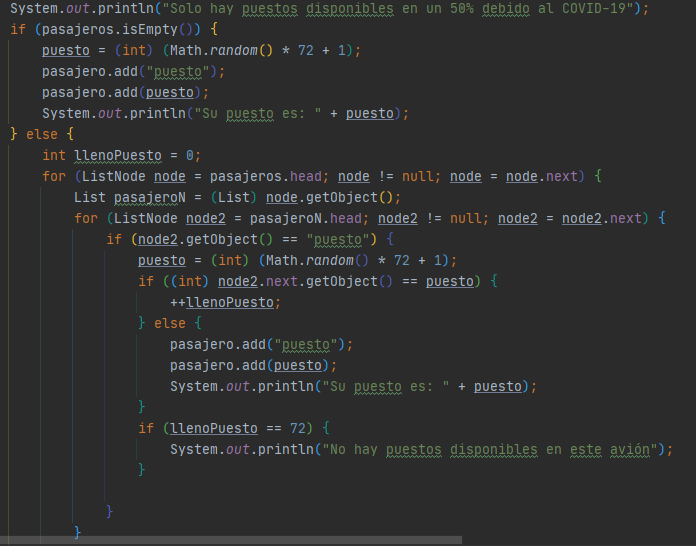 System.out.println("Solo hay puestos disponibles en un 50% debido al COVID-19");
if (pasajeros.isEmpty()) {
    puesto = (int) (Math.random() * 72 + 1);
    pasajero.add("puesto");
    pasajero.add(puesto);
    System.out.println("Su puesto es: " + puesto);
} else {
    int llenoPuesto = 0;
    for (ListNode node = pasajeros.head; node != null; node = node.next) {
        List pasajeroN = (List) node.getObject();
        for (ListNode node2 = pasajeroN.head; node2 != null; node2 = node2.next) {
            if (node2.getObject() == "puesto") {
                puesto = (int) (Math.random() * 72 + 1);
                if ((int) node2.next.getObject() == puesto) {
                    ++llenoPuesto;
                } else {
                    pasajero.add("puesto");
                    pasajero.add(puesto);
                    System.out.println("Su puesto es: " + puesto);
                }
                if (llenoPuesto == 72) {
                    System.out.println("No hay puestos disponibles en este avión");
                }
            }
        }